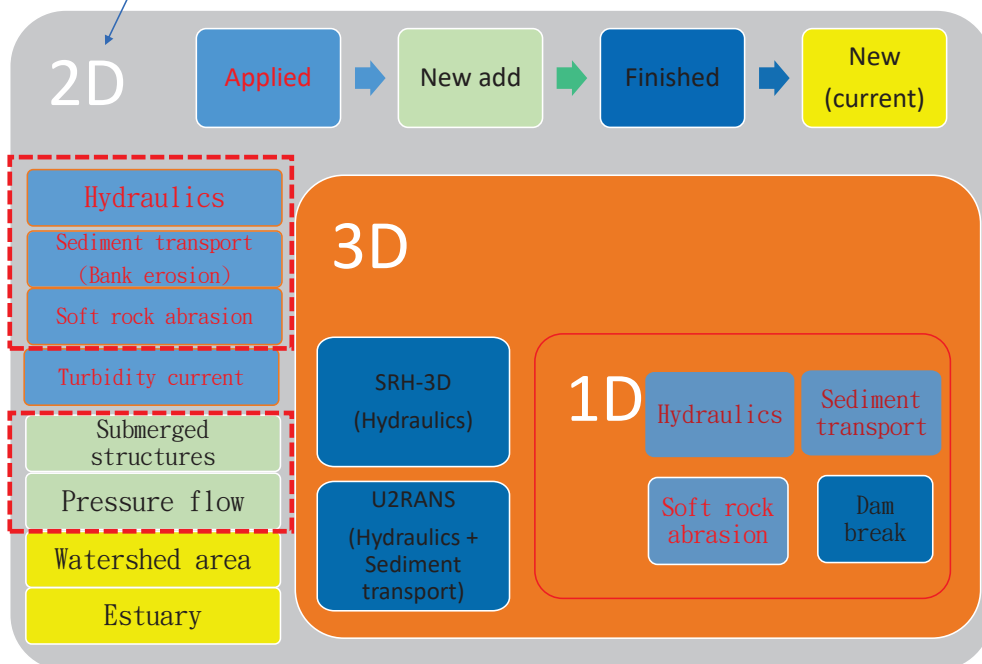 2D
Applied
New add
Finished
New
(current)
Hydraulics
Sediment transport
(Bank erosion)
Soft rock abrasion
Turbidity current
Submerged
structures
Pressure flow
Watershed area
Estuary
3D
SRH-3D
(Hydraulics)
U2RANS
(Hydraulics +
Sediment
transport)
1D
Hydraulics
Sediment
transport
Soft rock
abrasion
Dam
break